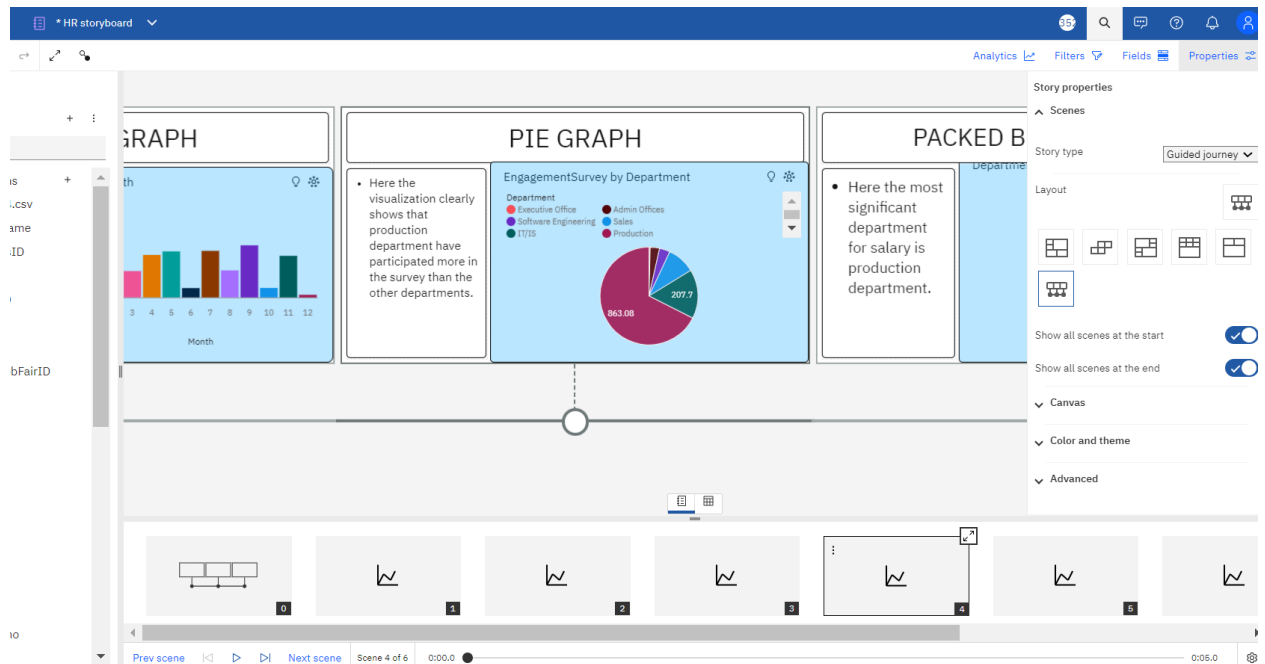 * HR storyboard
Analytics
Filters
Fields
Properties
.csv
ame
ID
bFairID
GRAPH
th
3 4 5 6 7 8 9 10 11 12
Month
PIE GRAPH
• Here the
visualization clearly
shows that
production
department have
participated more in
the survey than the
other departments.
EngagementSurvey by Department
Department
Executive Office
Admin Offices
Software Engineering
Sales
IT/IS
Production
207.7
863.08
PACKED B
Departme
• Here the most
significant
department
for salary is
production
department.
Story properties
Scenes
Story type
Guided journey
Layout
Show all scenes at the start
Show all scenes at the end
Canvas
Color and theme
Advanced
0
1
2
3
4
5
Prev scene
Next scene
Scene 4 of 6
0:00.0
0:05.0